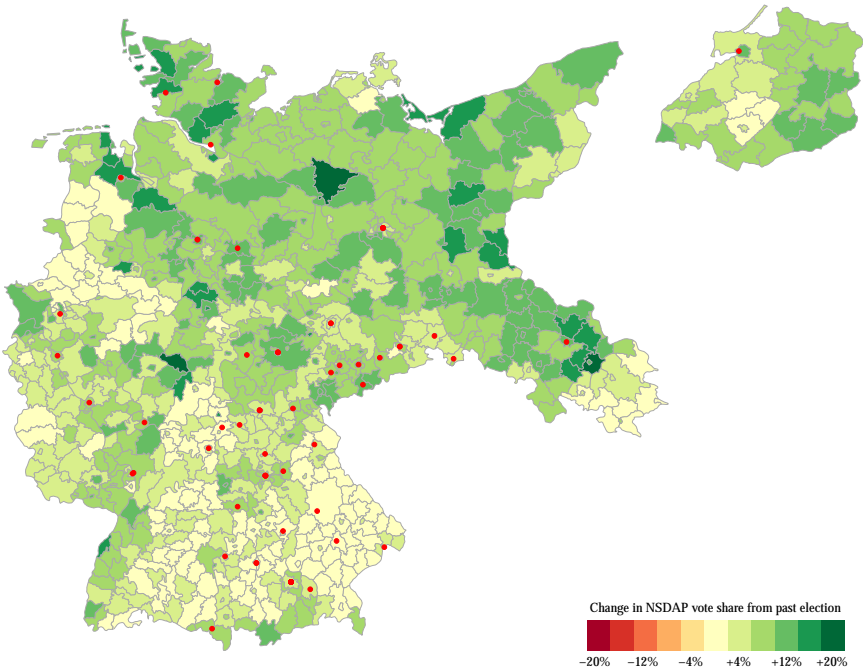 Change in NSDAP vote share from past election
−20% −12% −4% +4% +12% +20%